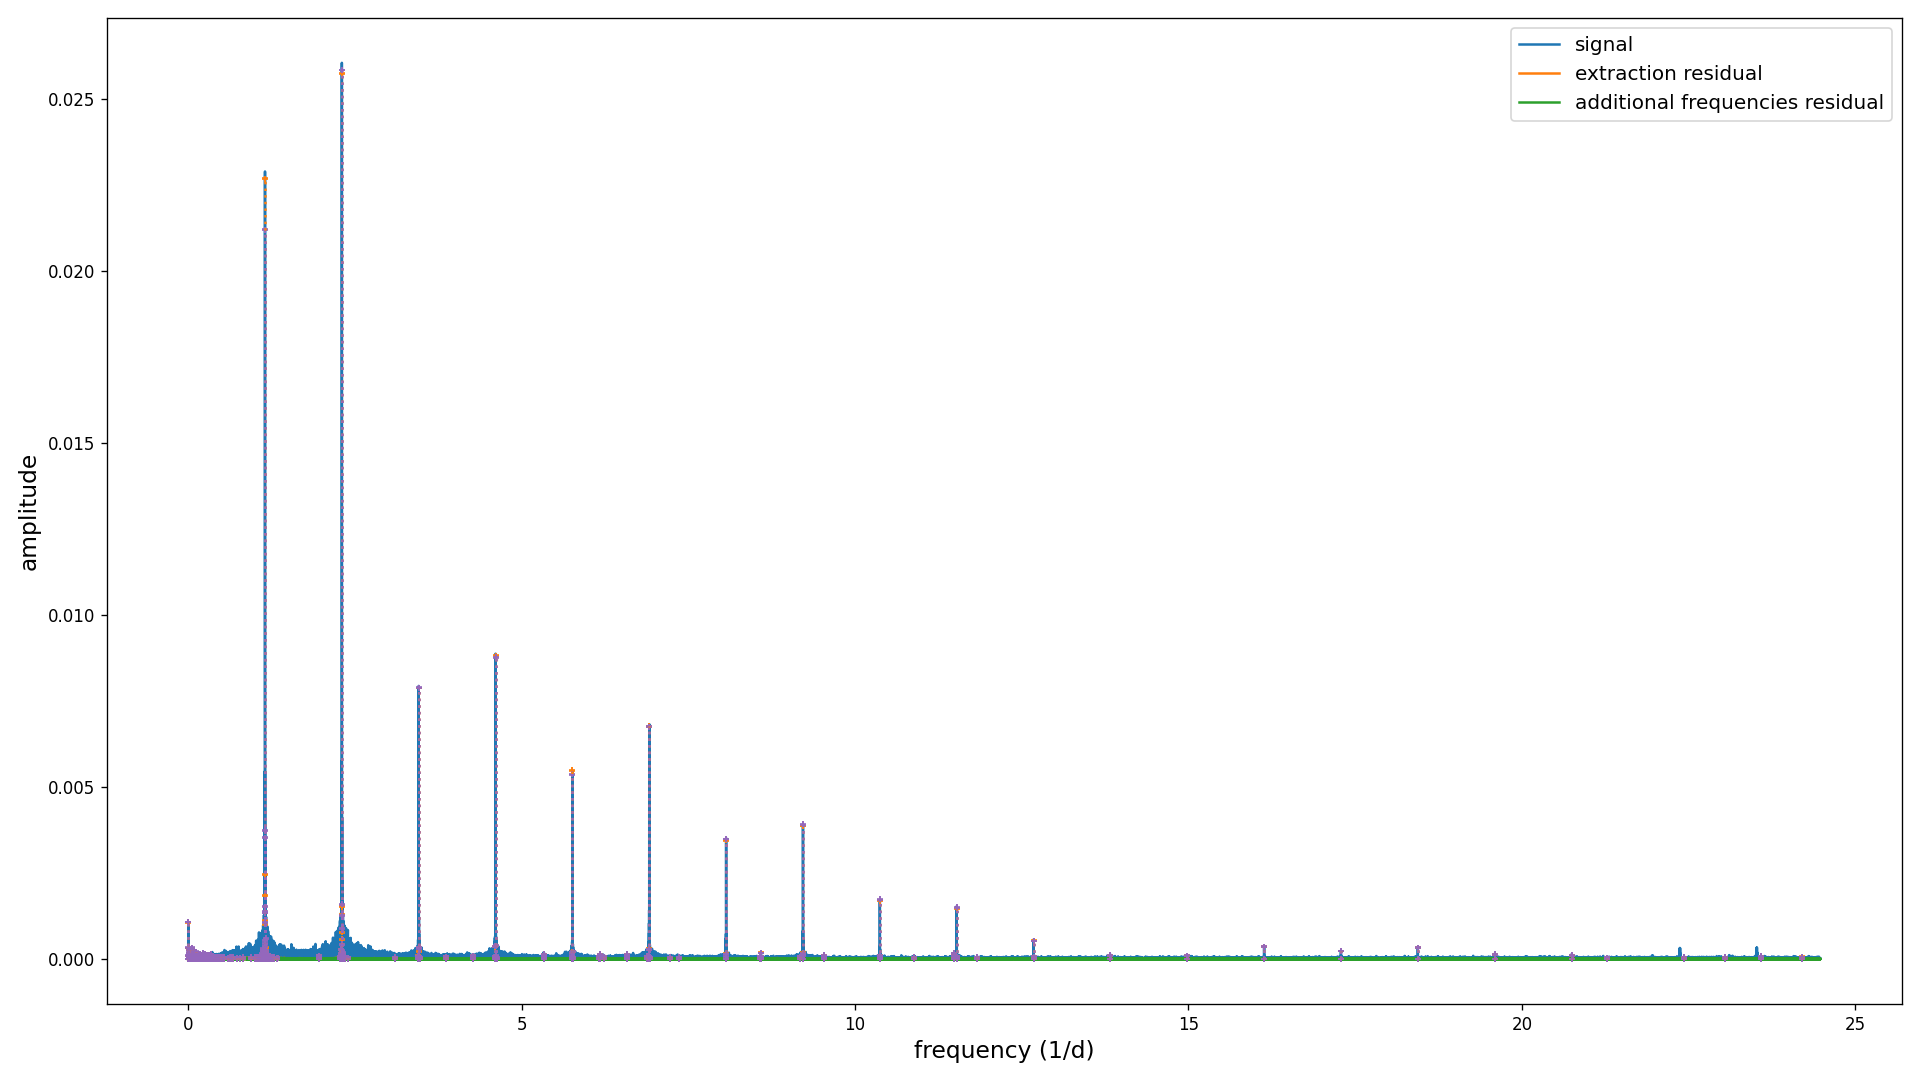 signal
extraction residual
additional frequencies residual
amplitude
0.025
0.020
0.015
0.010
0.005
0.000
0 5 10 15 20 25
frequency (1/d)